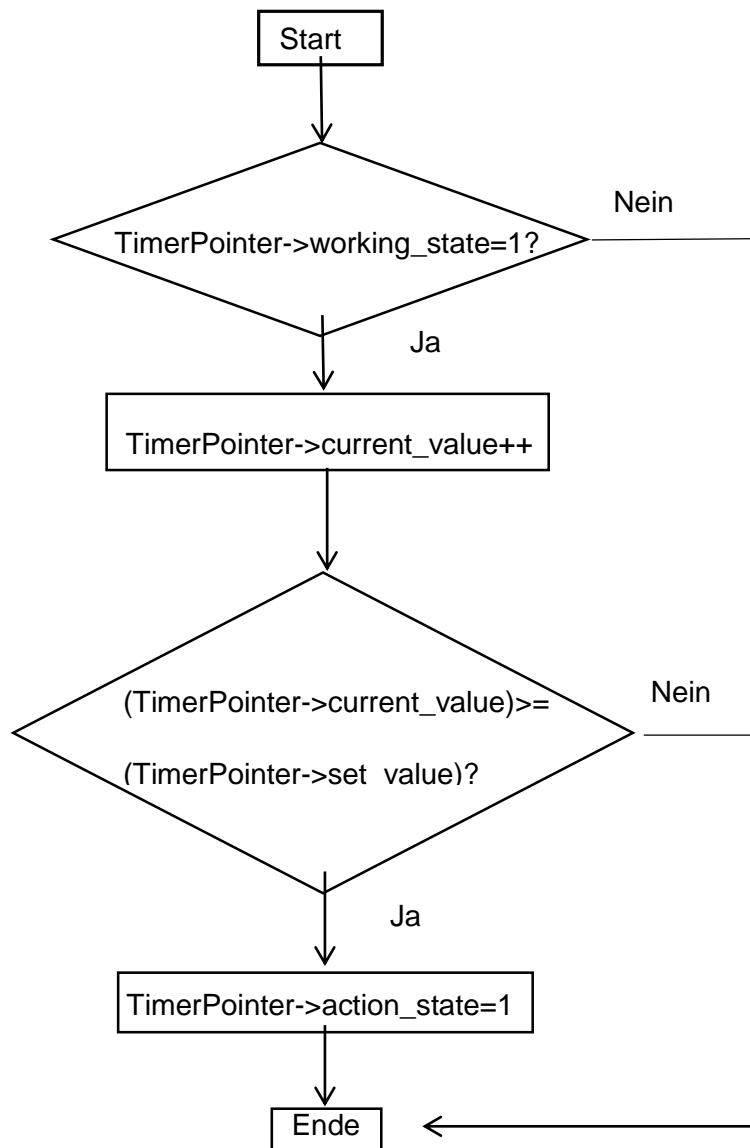 Start
Nein
TimerPointer->working_state=1?
Ja
TimerPointer->current_value++
(TimerPointer->current_value)>=
Nein
(TimerPointer->set_value)?
Ja
TimerPointer->action_state=1
Ende